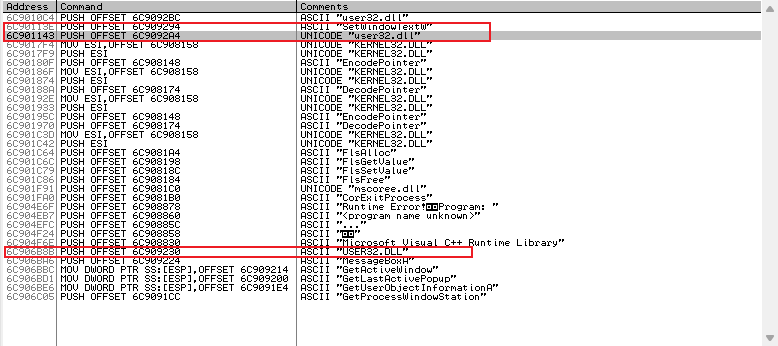 Address Command Comments
6C9010C4 PUSH OFFSET 6C9092BC ASCII "user32.dll"
6C90113E PUSH OFFSET 6C909294 ASCII "SetWindowTextW"
6C901143 PUSH OFFSET 6C9092A4 UNICODE "user32.dll"
6C9017F4 MOV ESI,OFFSET 6C908158 UNICODE "KERNEL32.DLL"
6C9017F9 PUSH ESI UNICODE "KERNEL32.DLL"
6C90180F PUSH OFFSET 6C908148 ASCII "EncodePointer"
6C90186F MOV ESI,OFFSET 6C908158 UNICODE "KERNEL32.DLL"
6C901874 PUSH ESI UNICODE "KERNEL32.DLL"
6C90188A PUSH OFFSET 6C908174 ASCII "DecodePointer"
6C90192E MOV ESI,OFFSET 6C908158 UNICODE "KERNEL32.DLL"
6C901933 PUSH ESI UNICODE "KERNEL32.DLL"
6C901957 PUSH OFFSET 6C908148 ASCII "EncodePointer"
6C901970 PUSH OFFSET 6C908174 ASCII "DecodePointer"
6C901C3D MOV ESI,OFFSET 6C908158 UNICODE "KERNEL32.DLL"
6C901C42 PUSH ESI UNICODE "KERNEL32.DLL"
6C901C64 PUSH OFFSET 6C9081A4 ASCII "FlsAlloc"
6C901C6C PUSH OFFSET 6C908198 ASCII "FlsGetValue"
6C901C79 PUSH OFFSET 6C90818C ASCII "FlsSetValue"
6C901C86 PUSH OFFSET 6C908184 ASCII "FlsFree"
6C901F91 PUSH OFFSET 6C9081C0 UNICODE "mscoree.dll"
6C901FA0 PUSH OFFSET 6C9081B0 ASCII "CorExitProcess"
6C904E6F PUSH OFFSET 6C908878 ASCII "Runtime Error!Program: "
6C904EB7 PUSH OFFSET 6C908860 ASCII "<program name unknown>"
6C904EFC PUSH OFFSET 6C90885C ASCII "..."
6C904F24 PUSH OFFSET 6C908858 ASCII ""
6C904F6E PUSH OFFSET 6C908830 ASCII "Microsoft Visual C++ Runtime Library"
6C906B8B PUSH OFFSET 6C909230 ASCII "USER32.DLL"
6C906BA6 PUSH OFFSET 6C909224 ASCII "MessageBoxA"
6C906BBC MOV DWORD PTR SS:[ESP],OFFSET 6C909214 ASCII "GetActiveWindow"
6C906BD1 MOV DWORD PTR SS:[ESP],OFFSET 6C909200 ASCII "GetLastActivePopup"
6C906BE6 MOV DWORD PTR SS:[ESP],OFFSET 6C9091E4 ASCII "GetUserObjectInformationA"
6C906C05 PUSH OFFSET 6C9091CC ASCII "GetProcessWindowStation"